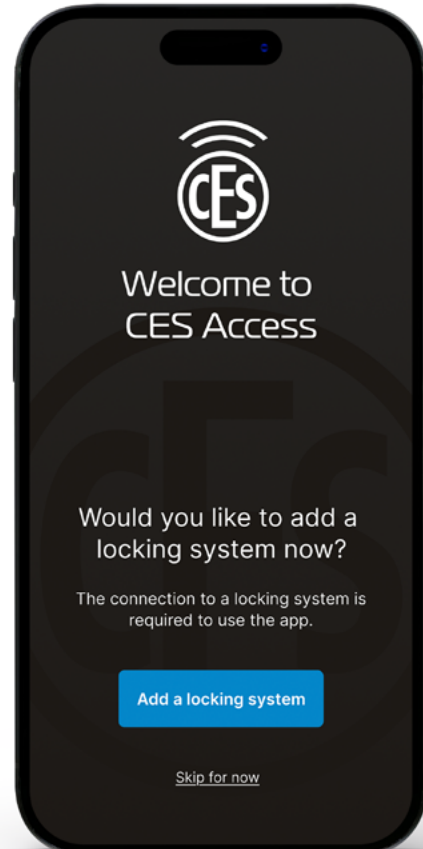 CES
Welcome to
CES Access
Would you like to add a
locking system now?
The connection to a locking system is
required to use the app.
Add a locking system
Skip for now